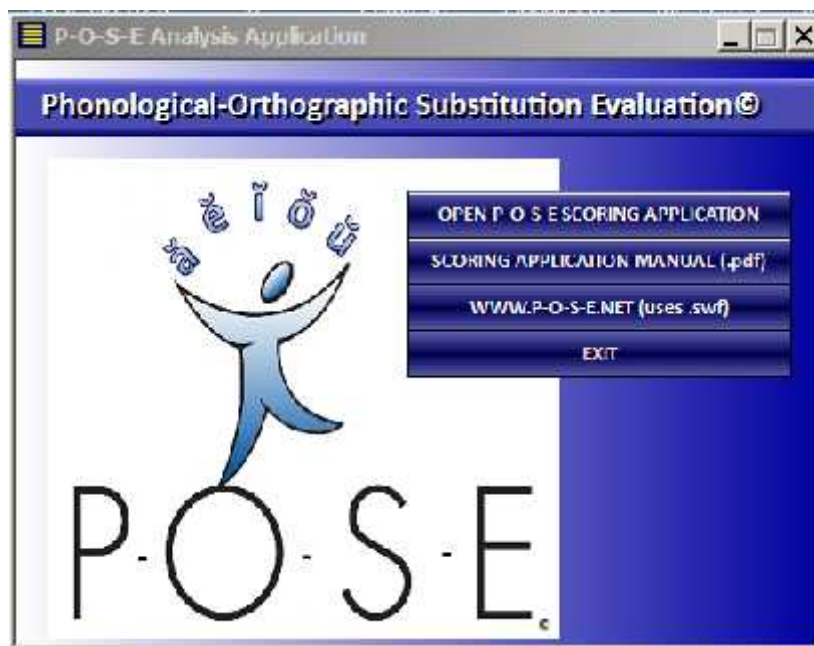 P-O-S-E Analysis Application
Phonological-Orthographic Substitution Evaluation©
ă ĕ ĭ ŏ ŭ
OPEN P-O-S-E SCORING APPLICATION
SCORING APPLICATION MANUAL (.pdf)
WWW.P-O-S-E.NET (uses .swf)
EXIT
P-O-S-E©